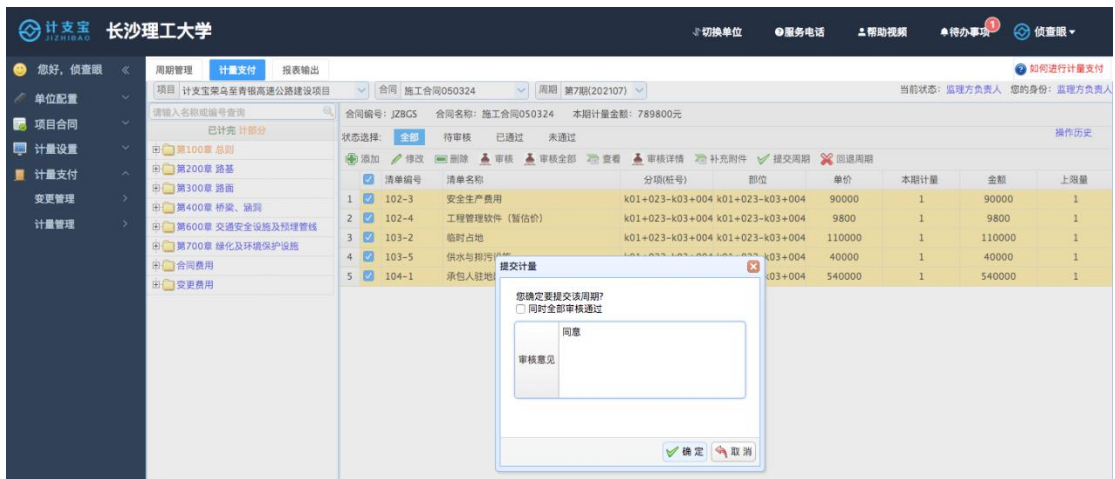 计支宝 JIZHIBAO 长沙理工大学 切换单位 服务电话 帮助视频 待办事项 1 侦查眼
您好，侦查眼
单位配置
项目合同
计量设置
计量支付
变更管理
计量管理
周期管理 计量支付 报表输出 如何进行计量支付
项目 计支宝荣乌至青银高速公路建设项目 合同 施工合同050324 周期 第7期(202107) 当前状态：监理方负责人 您的身份：监理方负责人
请输入名称或编号查询
已计完 计部分
第100章 总则
第200章 路基
第300章 路面
第400章 桥梁、涵洞
第600章 交通安全设施及预埋管线
第700章 绿化及环境保护设施
合同费用
变更费用
合同编号：JZBGS 合同名称：施工合同050324 本期计量金额：789800元
状态选择： 全部 待审核 已通过 未通过 操作历史
添加 修改 删除 审核 审核全部 查看 审核详情 补充附件 提交周期 回退周期
清单编号 清单名称 分项(桩号) 部位 单价 本期计量 金额 上限量
1 102-3 安全生产费用 k01+023-k03+004 k01+023-k03+004 90000 1 90000 1
2 102-4 工程管理软件（暂估价） k01+023-k03+004 k01+023-k03+004 9800 1 9800 1
3 103-2 临时占地 k01+023-k03+004 k01+023-k03+004 110000 1 110000 1
4 103-5 供水与排污 k03+004 40000 1 40000 1
5 104-1 承包人驻地 k03+004 540000 1 540000 1
提交计量
您确定要提交该周期?
同时全部审核通过
审核意见 同意
确 定 取 消